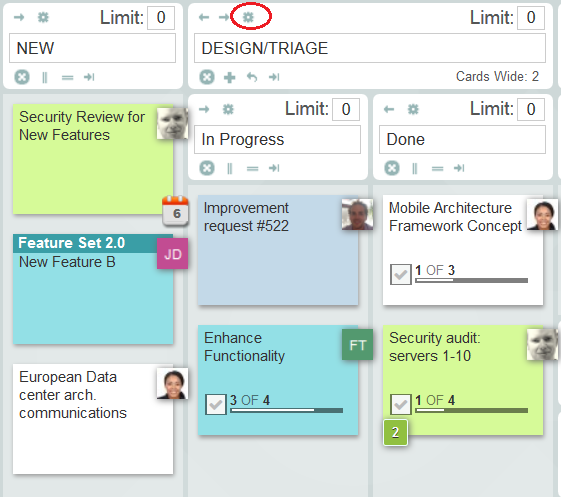 Limit: 0
NEW
Limit: 0
DESIGN/TRIAGE
Cards Wide: 2
Limit: 0
In Progress
Limit: 0
Done
Security Review for
New Features
6
Feature Set 2.0
New Feature B
JD
European Data
center arch.
communications
Improvement
request #522
Enhance
Functionality
FT
3 OF 4
Mobile Architecture
Framework Concept
1 OF 3
Security audit:
servers 1-10
1 OF 4
2